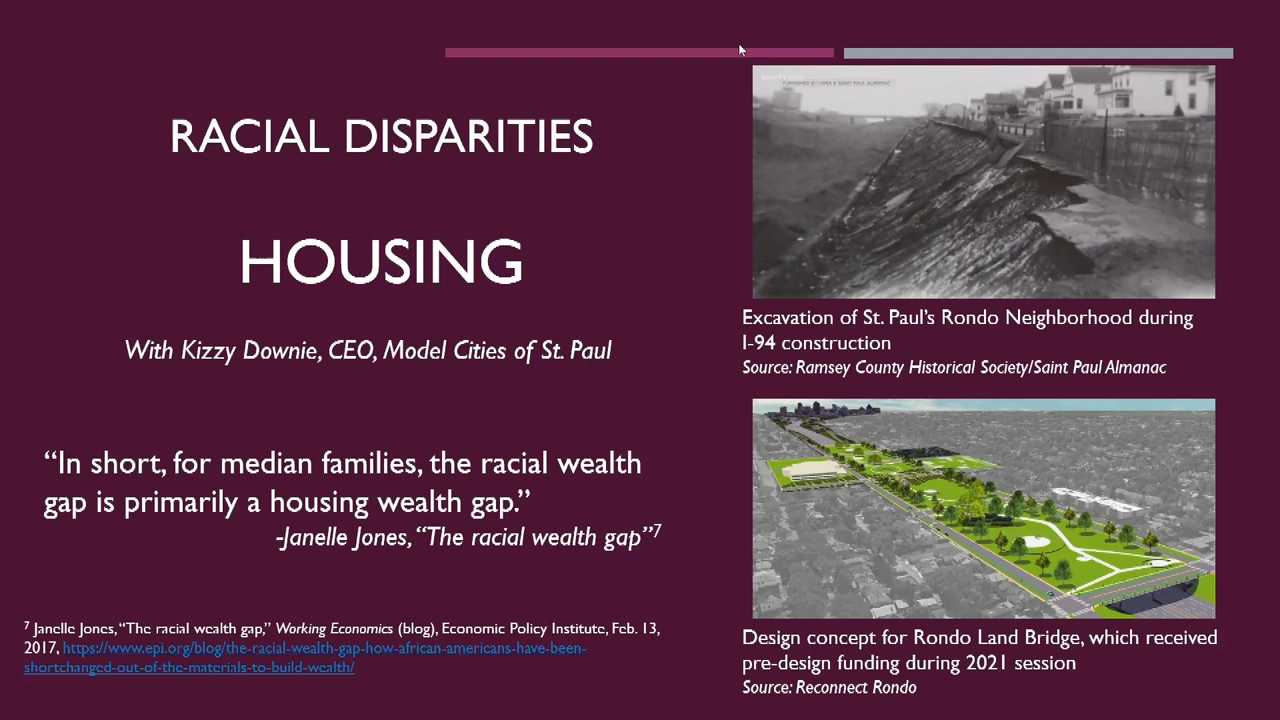 RACIAL DISPARITIES
HOUSING
With Kizzy Downie, CEO, Model Cities of St. Paul
“In short, for median families, the racial wealth
gap is primarily a housing wealth gap.”
-Janelle Jones, “The racial wealth gap”7
7 Janelle Jones, “The racial wealth gap,” Working Economics (blog), Economic Policy Institute, Feb. 13,
2017, https://www.epi.org/blog/the-racial-wealth-gap-how-african-americans-have-been-
shortchanged-out-of-the-materials-to-build-wealth/
Excavation of St. Paul’s Rondo Neighborhood during
I-94 construction
Source: Ramsey County Historical Society/Saint Paul Almanac
Design concept for Rondo Land Bridge, which received
pre-design funding during 2021 session
Source: Reconnect Rondo